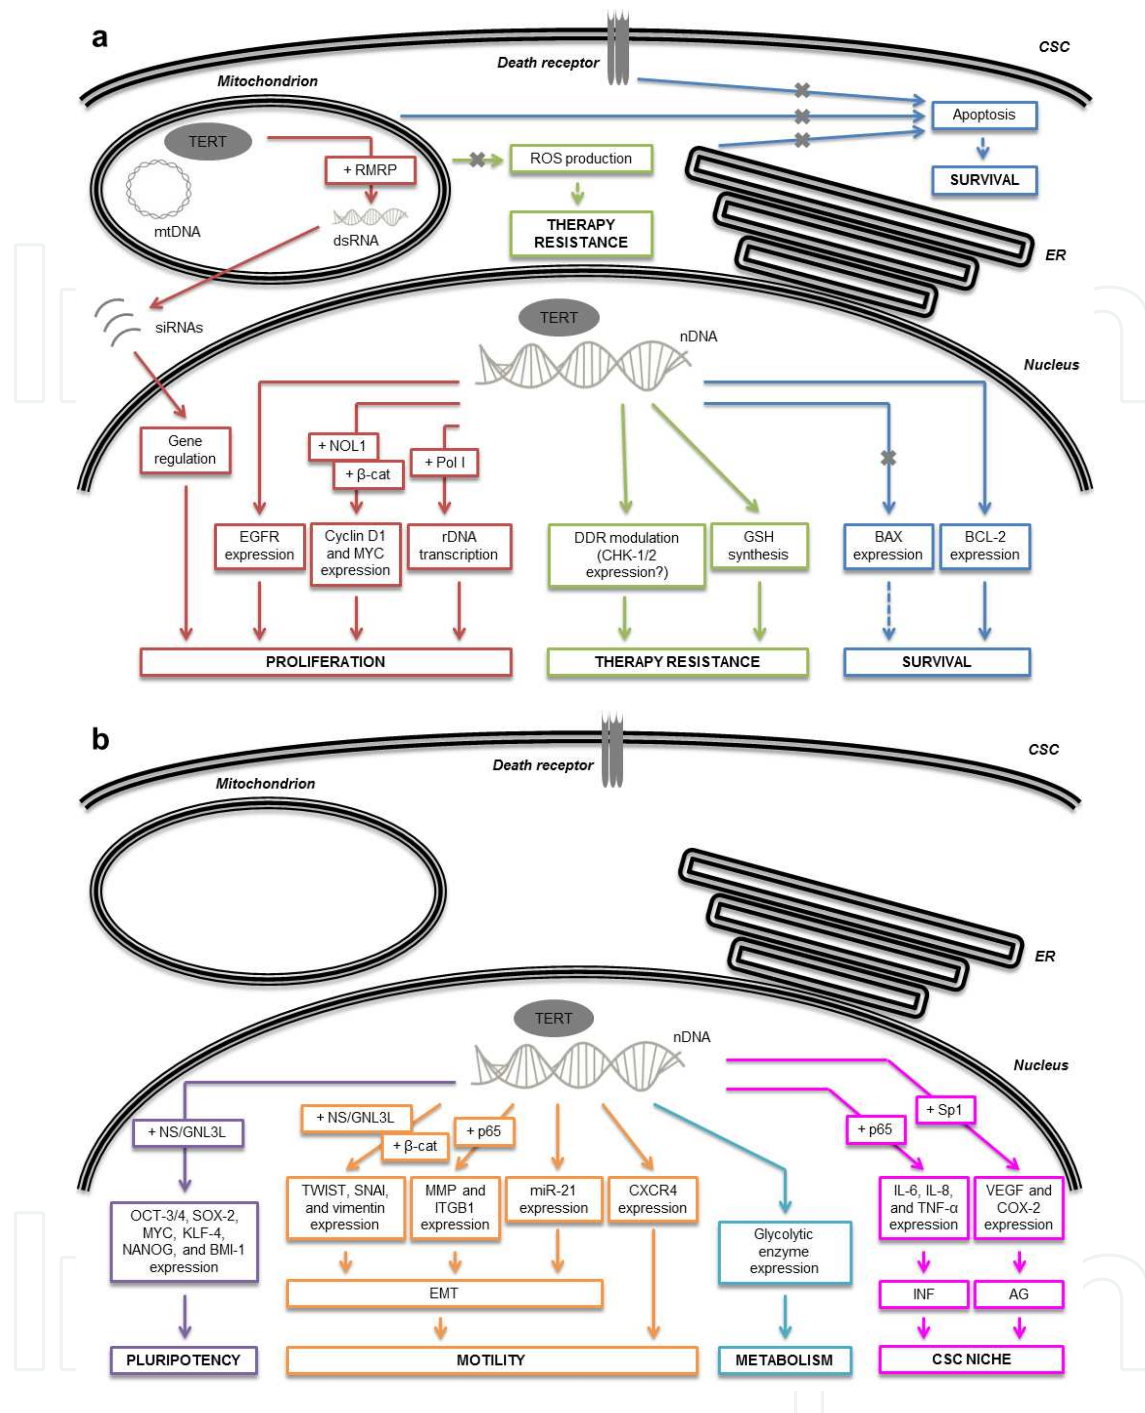 a
CSC
Death receptor
Mitochondrion
TERT
+ RMRP
mtDNA
dsRNA
siRNAs
ROS production
THERAPY
RESISTANCE
Apoptosis
SURVIVAL
ER
TERT
nDNA
Nucleus
Gene
regulation
+ NOL1
+ β-cat
+ Pol I
EGFR
expression
Cyclin D1
and MYC
expression
rDNA
transcription
DDR modulation
(CHK-1/2
expression?)
GSH
synthesis
BAX
expression
BCL-2
expression
PROLIFERATION
THERAPY RESISTANCE
SURVIVAL
b
CSC
Death receptor
Mitochondrion
ER
TERT
nDNA
Nucleus
+ NS/GNL3L
+ NS/GNL3L
+ β-cat
+ p65
+ p65
+ Sp1
OCT-3/4, SOX-2,
MYC, KLF-4,
NANOG, and BMI-1
expression
TWIST, SNAI,
and vimentin
expression
MMP and
ITGB1
expression
miR-21
expression
CXCR4
expression
Glycolytic
enzyme
expression
IL-6, IL-8,
and TNF-α
expression
VEGF and
COX-2
expression
EMT
INF
AG
PLURIPOTENCY
MOTILITY
METABOLISM
CSC NICHE